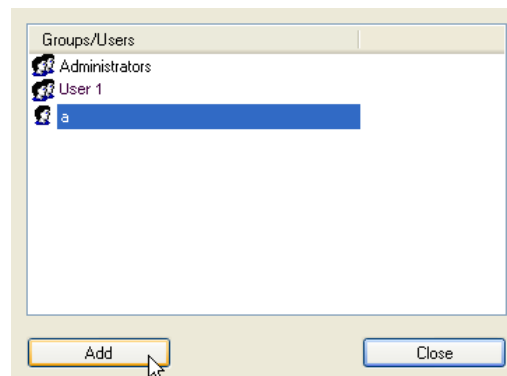 Groups/Users
Administrators
User 1
a
Add Close